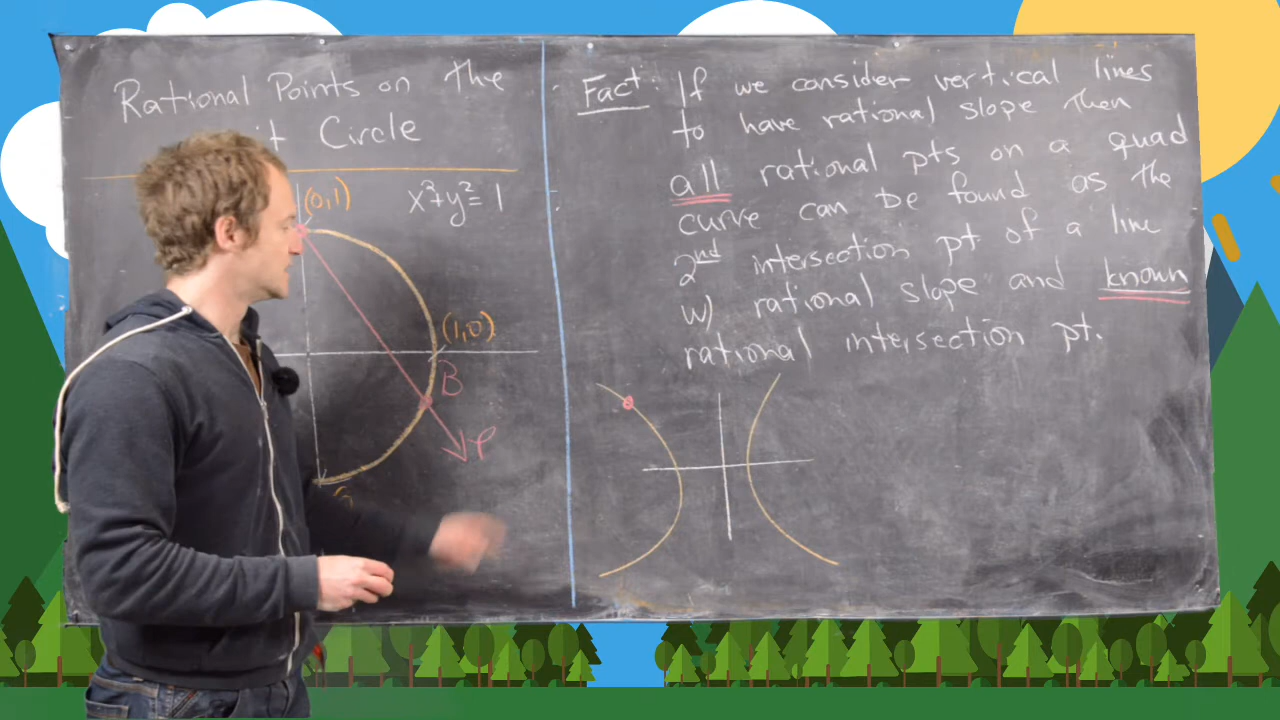 Rational Points on the
it Circle
(0,1)
x²+y²=1
(1,0)
B
Fact: If we consider vertical lines
to have rational slope then
all rational pts on a quad
curve can be found as the
2nd intersection pt of a line
w) rational slope and known
rational intersection pt.